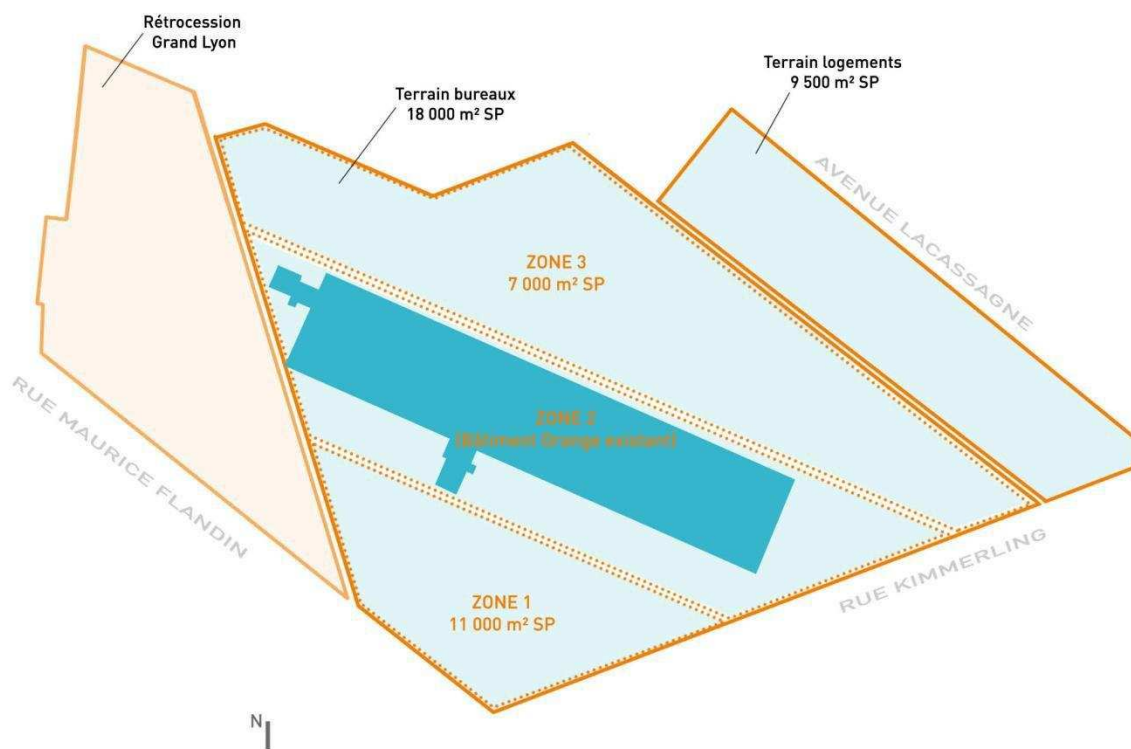 Rétrocession
Grand Lyon
Terrain bureaux
18 000 m² SP
Terrain logements
9 500 m² SP
AVENUE LACASSAGNE
ZONE 3
7 000 m² SP
ZONE 2
(Bâtiment Orange existant)
RUE MAURICE FLANDIN
RUE KIMMERLING
ZONE 1
11 000 m² SP
N